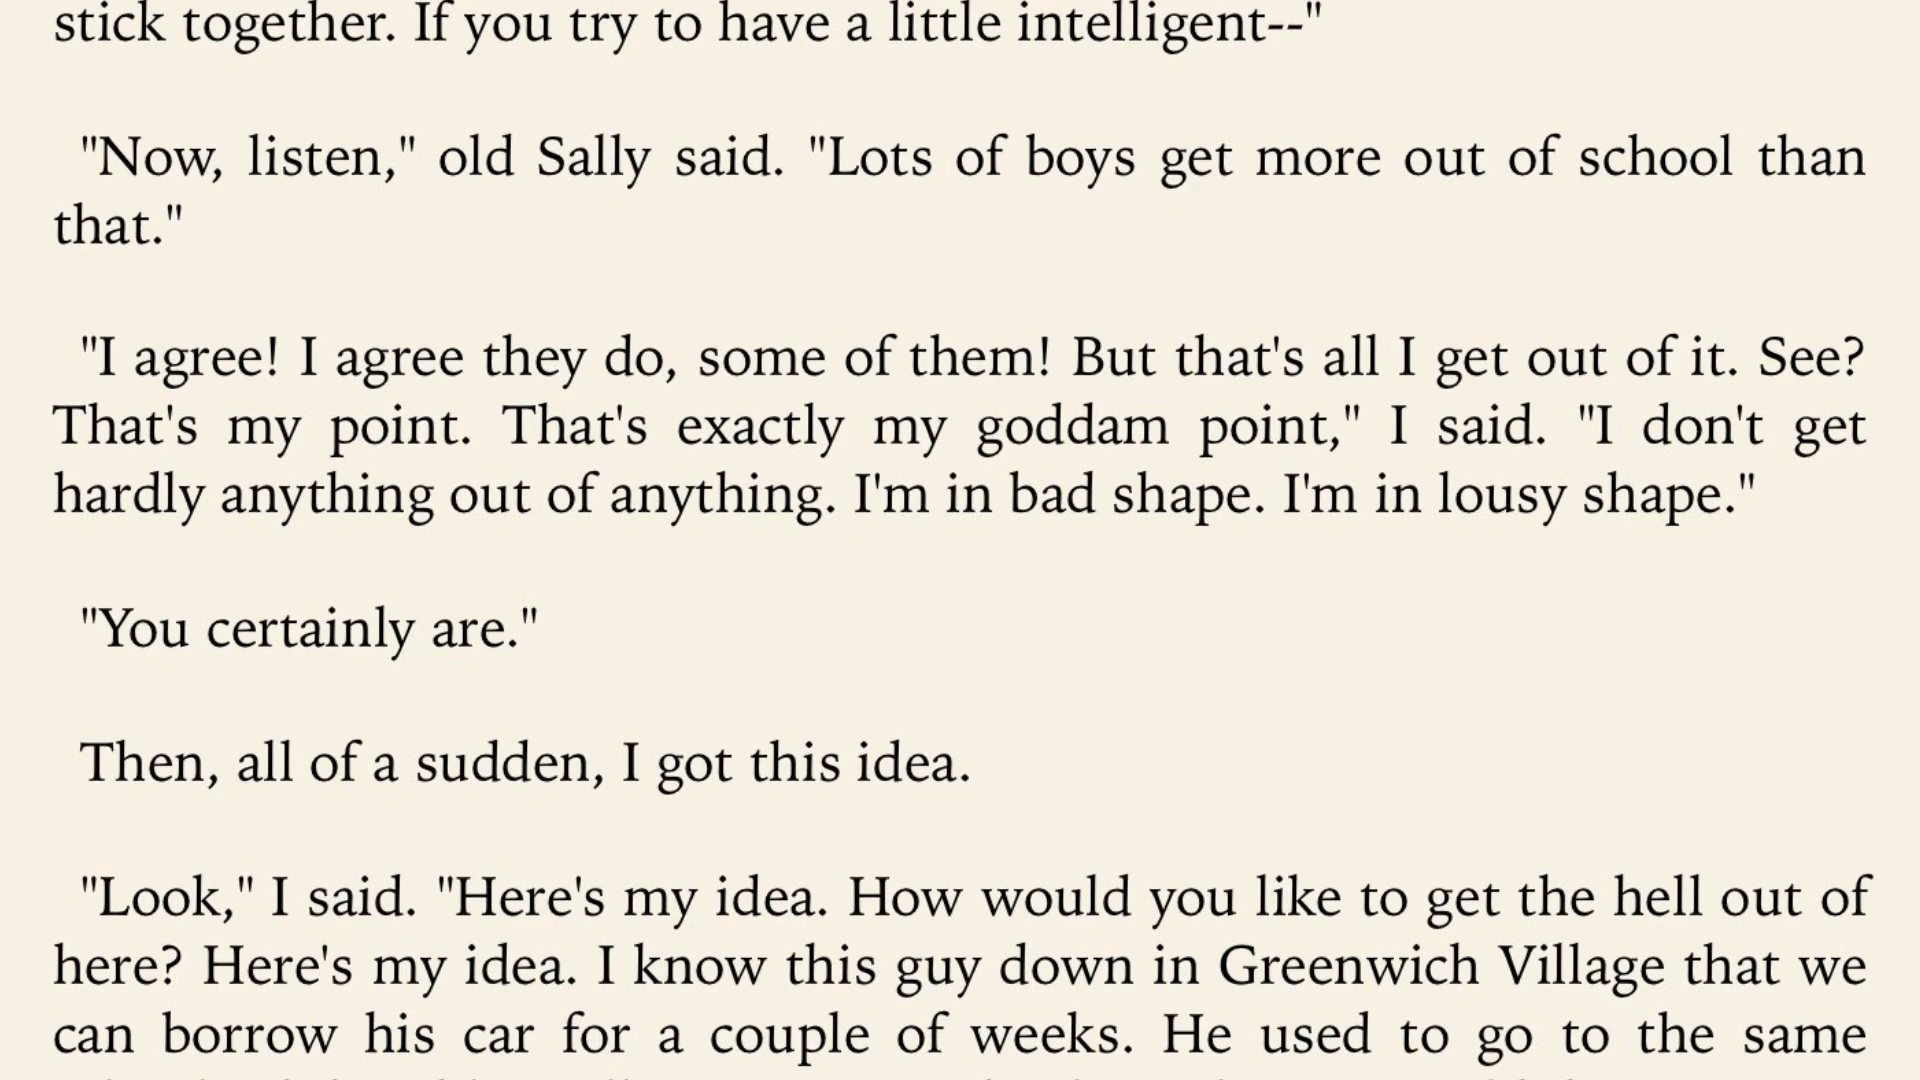 stick together. If you try to have a little intelligent--"
"Now, listen," old Sally said. "Lots of boys get more out of school than
that."
"I agree! I agree they do, some of them! But that's all I get out of it. See?
That's my point. That's exactly my goddam point," I said. "I don't get
hardly anything out of anything. I'm in bad shape. I'm in lousy shape."
"You certainly are."
Then, all of a sudden, I got this idea.
"Look," I said. "Here's my idea. How would you like to get the hell out of
here? Here's my idea. I know this guy down in Greenwich Village that we
can borrow his car for a couple of weeks. He used to go to the same